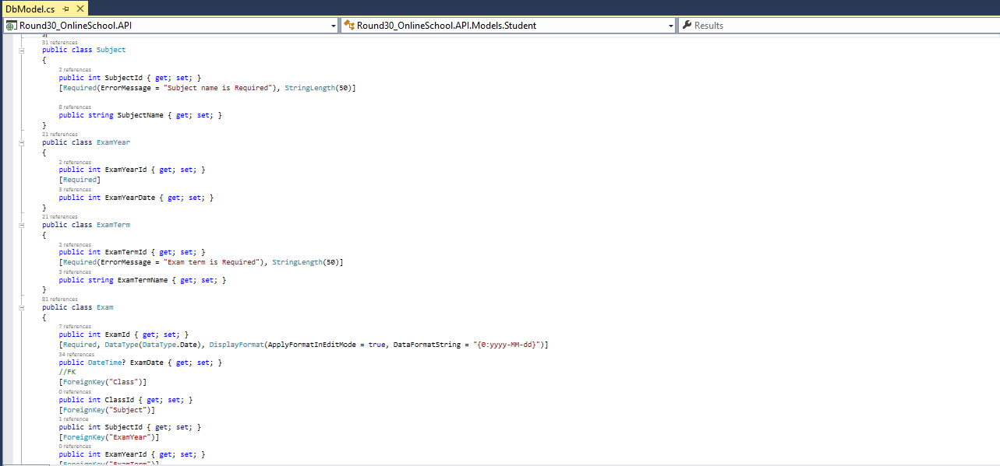 DbModel.cs
Round30_OnlineSchool.API
Round30_OnlineSchool.API.Models.Student
Results
31 references
public class Subject
{
2 references
public int SubjectId { get; set; }
[Required(ErrorMessage = "Subject name is Required"), StringLength(50)]
8 references
public string SubjectName { get; set; }
}
21 references
public class ExamYear
{
2 references
public int ExamYearId { get; set; }
[Required]
3 references
public int ExamYearDate { get; set; }
}
21 references
public class ExamTerm
{
2 references
public int ExamTermId { get; set; }
[Required(ErrorMessage = "Exam term is Required"), StringLength(50)]
3 references
public string ExamTermName { get; set; }
}
81 references
public class Exam
{
7 references
public int ExamId { get; set; }
[Required, DataType(DataType.Date), DisplayFormat(ApplyFormatInEditMode = true, DataFormatString = "{0:yyyy-MM-dd}")]
34 references
public DateTime? ExamDate { get; set; }
//FK
[ForeignKey("Class")]
0 references
public int ClassId { get; set; }
[ForeignKey("Subject")]
1 reference
public int SubjectId { get; set; }
[ForeignKey("ExamYear")]
0 references
public int ExamYearId { get; set; }
[ForeignKey("ExamTerm")]